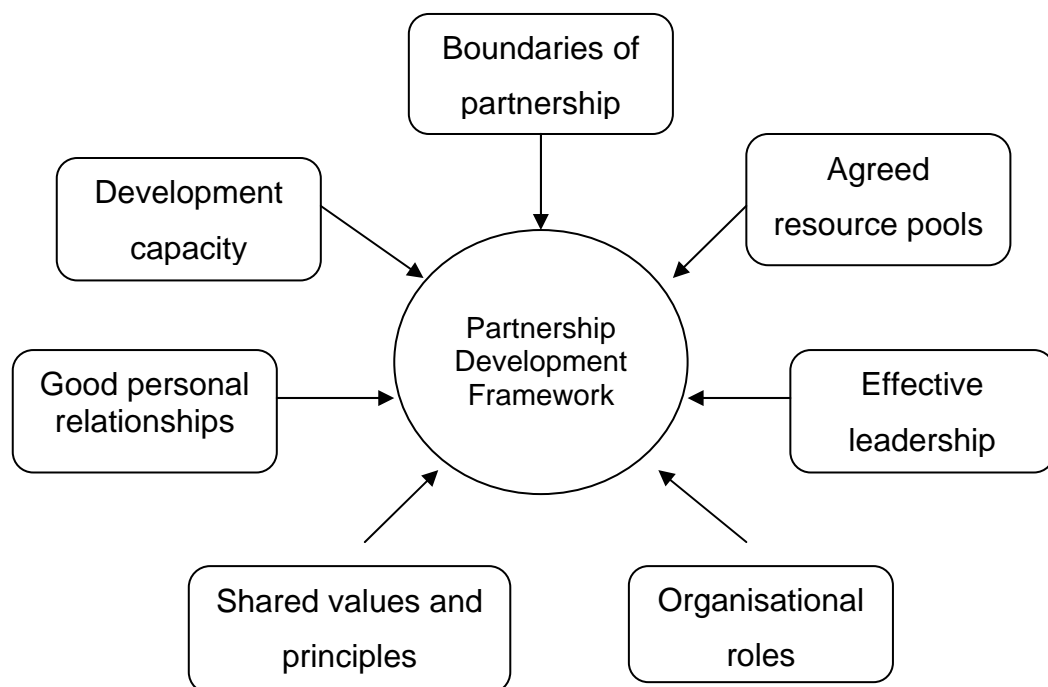 Boundaries of
partnership
Development
capacity
Agreed
resource pools
Partnership
Development
Framework
Good personal
relationships
Effective
leadership
Shared values and
principles
Organisational
roles